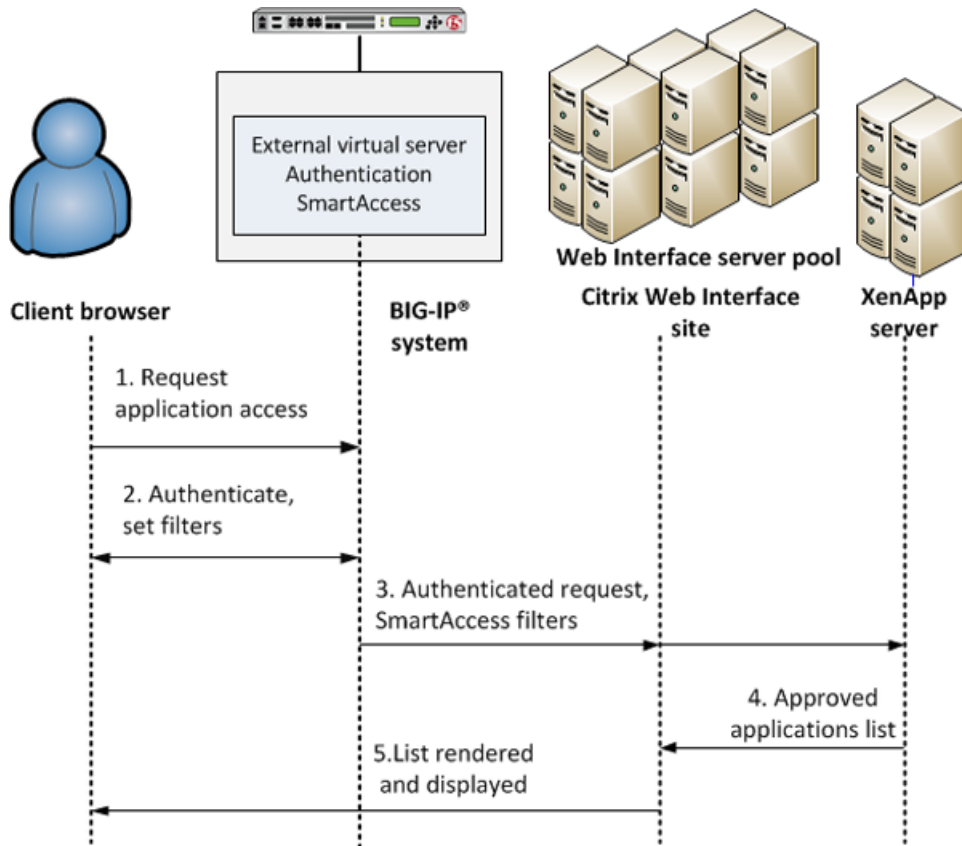 External virtual server
Authentication
SmartAccess
Web Interface server pool
Client browser
BIG-IP®
system
Citrix Web Interface
site
XenApp
server
1. Request
application access
2. Authenticate,
set filters
3. Authenticated request,
SmartAccess filters
4. Approved
applications list
5.List rendered
and displayed